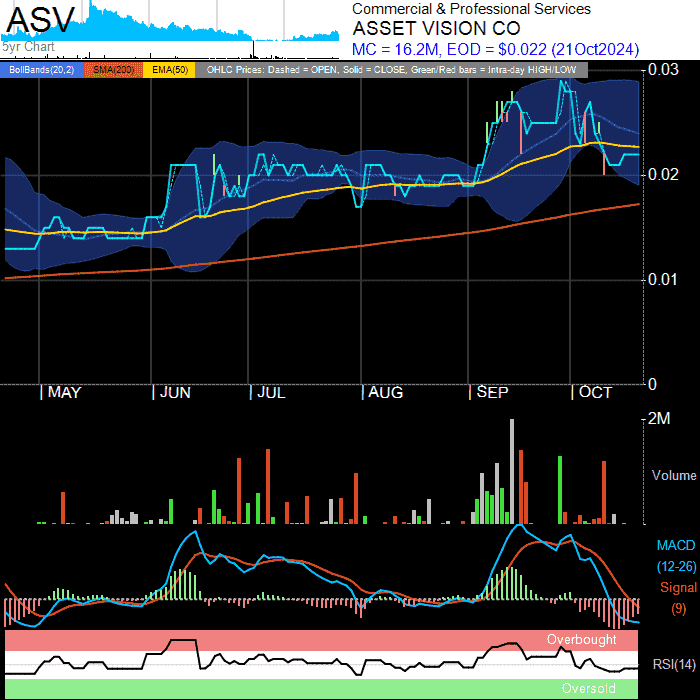 ASV
5yr Chart
Commercial & Professional Services
ASSET VISION CO
MC = 16.2M, EOD = $0.022 (21Oct2024)
BollBands(20,2) SMA(200) EMA(50) OHLC Prices: Dashed = OPEN, Solid = CLOSE, Green/Red bars = Intra-day HIGH/LOW
0.03
0.02
0.01
0
MAY JUN JUL AUG SEP OCT
2M
Volume
MACD
(12-26)
Signal
(9)
Overbought
RSI(14)
Oversold